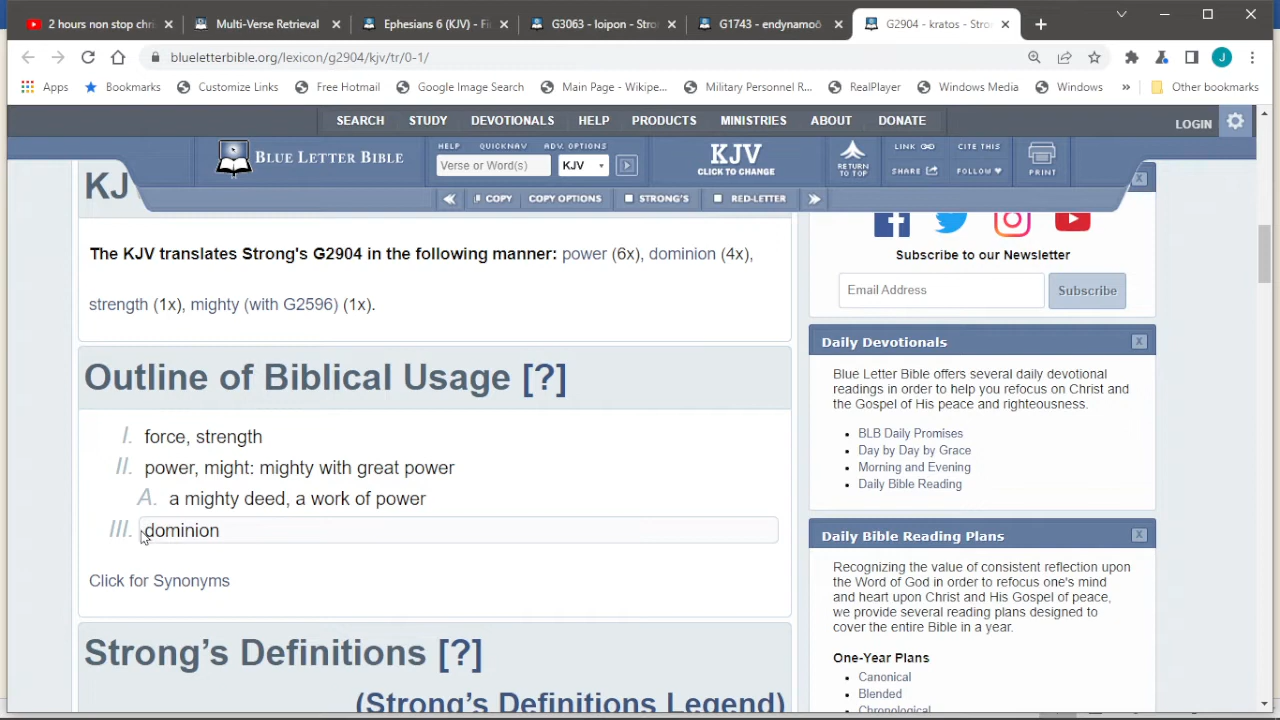 2 hours non stop chri
Multi-Verse Retrieva
Ephesians 6 (KJV) - F
G3063 - loipon - Stro
G1743 - endynamoō
G2904 - kratos - Stro
blueletterbible.org/lexicon/g2904/kjv/tr/0-1/
J
Apps
Bookmarks
Customize Links
Free Hotmail
Google Image Search
Main Page - Wikipe...
Military Personnel R...
RealPlayer
Windows Media
Windows
»
Other bookmarks
SEARCH STUDY DEVOTIONALS HELP PRODUCTS MINISTRIES ABOUT DONATE
LOGIN
BLUE LETTER BIBLE
HELP QUICKNAV ADV. OPTIONS
Verse or Word(s)
KJV
KJV
CLICK TO CHANGE
RETURN
TO TOP
LINK
CITE THIS
SHARE
FOLLOW
PRINT
COPY COPY OPTIONS STRONG'S RED-LETTER
KJ
The KJV translates Strong's G2904 in the following manner: power (6x), dominion (4x),
strength (1x), mighty (with G2596) (1x).
Outline of Biblical Usage [?]
I. force, strength
II. power, might: mighty with great power
A. a mighty deed, a work of power
III. dominion
Click for Synonyms
Strong's Definitions [?]
(Strong's Definitions Legend)
X
Subscribe to our Newsletter
Email Address
Subscribe
Daily Devotionals
X
Blue Letter Bible offers several daily devotional
readings in order to help you refocus on Christ and
the Gospel of His peace and righteousness.
• BLB Daily Promises
• Day by Day by Grace
• Morning and Evening
• Daily Bible Reading
Daily Bible Reading Plans
X
Recognizing the value of consistent reflection upon
the Word of God in order to refocus one's mind
and heart upon Christ and His Gospel of peace,
we provide several reading plans designed to
cover the entire Bible in a year.
One-Year Plans
• Canonical
• Blended
• Chronological